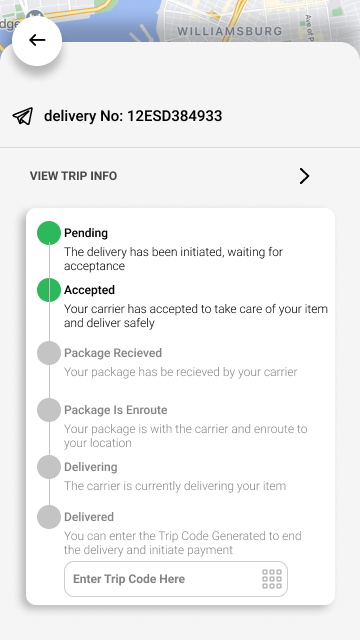 dge
WILLIAMSBURG
Ave of P
delivery No: 12ESD384933
VIEW TRIP INFO
Pending
The delivery has been initiated, waiting for
acceptance
Accepted
Your carrier has accepted to take care of your item
and deliver safely
Package Recieved
Your package has be recieved by your carrier
Package Is Enroute
Your package is with the carrier and enroute to
your location
Delivering
The carrier is currently delivering your item
Delivered
You can enter the Trip Code Generated to end
the delivery and initiate payment
Enter Trip Code Here